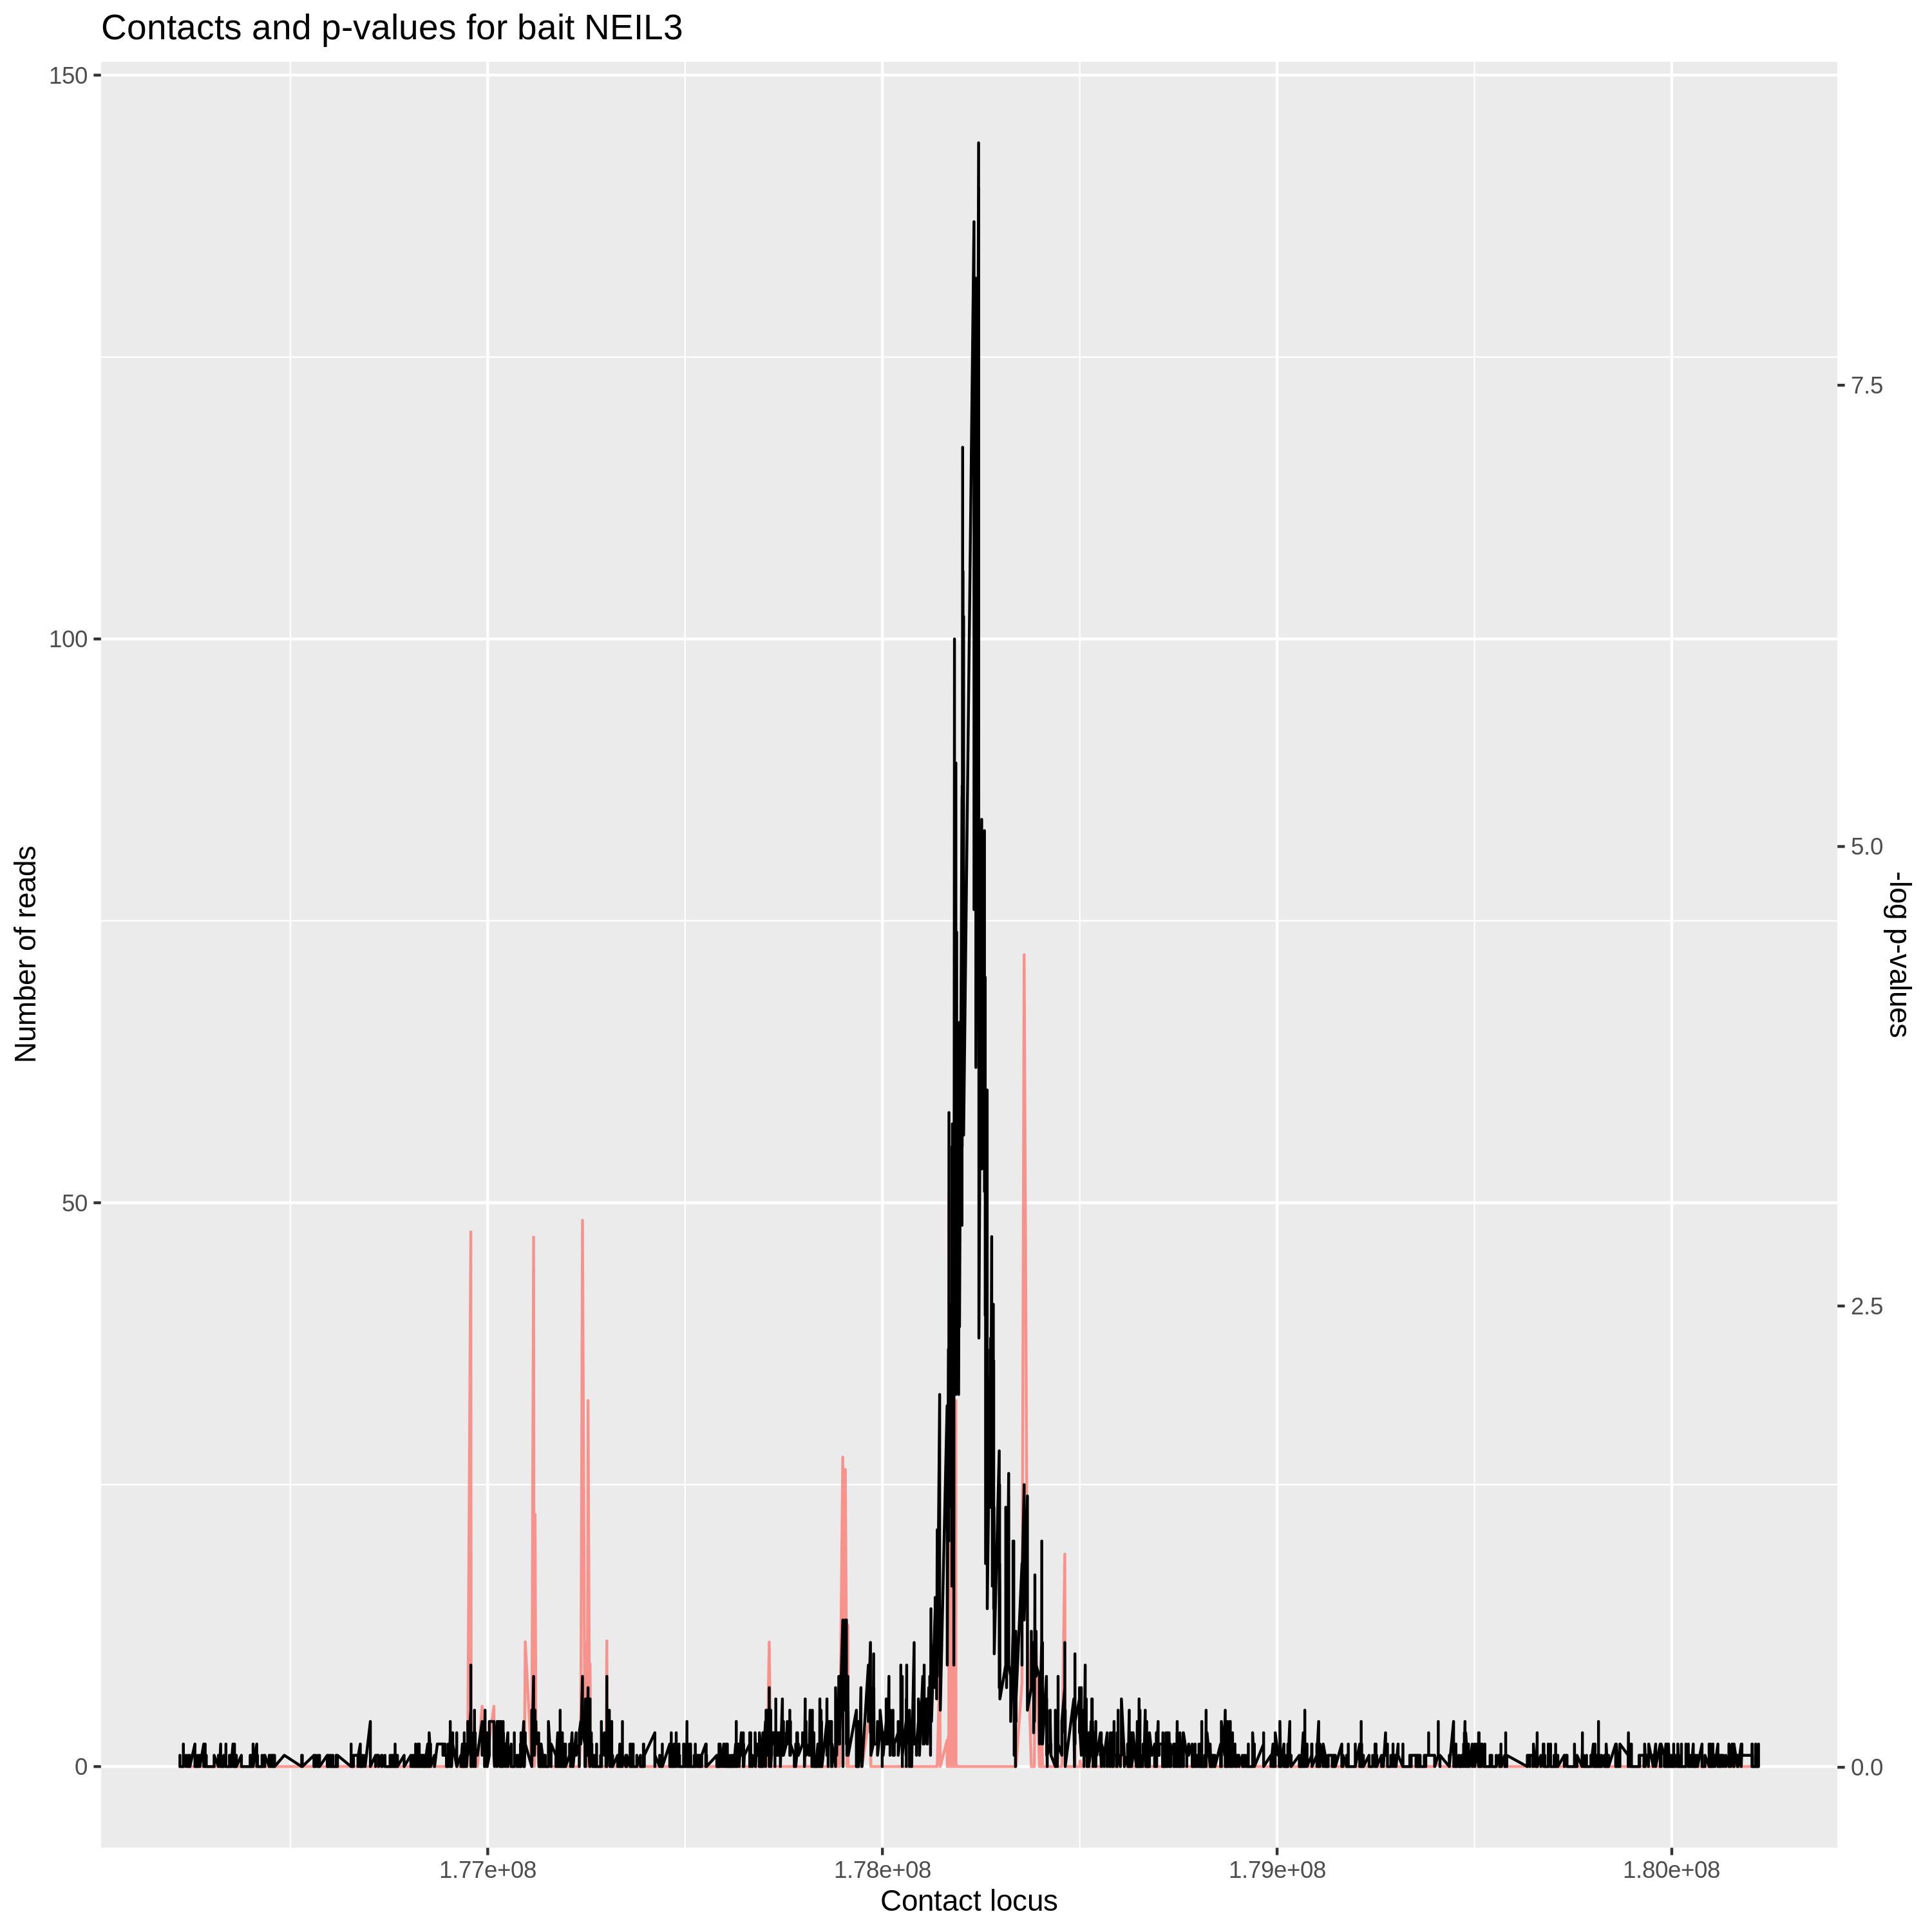 Contacts and p-values for bait NEIL3
150
100
50
0
Number of reads
7.5
5.0
2.5
0.0
-log p-values
1.77e+08
1.78e+08
1.79e+08
1.80e+08
Contact locus